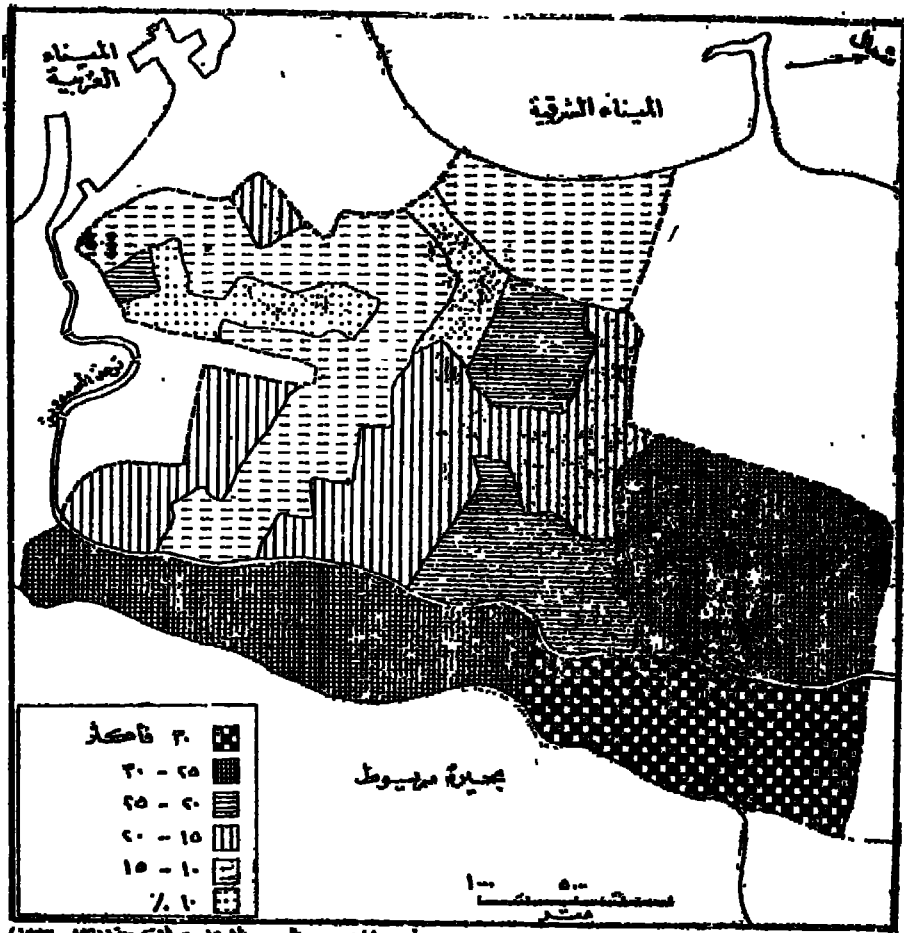 الميناء
الغربية
الميناء الشرقية
شمال
ترعة المحمودية
٣٠ فأكثر
٢٥ - ٣٠
٢٠ - ٢٥
١٥ - ٢٠
١٠ - ١٥
١٠ ٪
بحيرة مريوط
١٠٠٠ ٥٠٠
متر